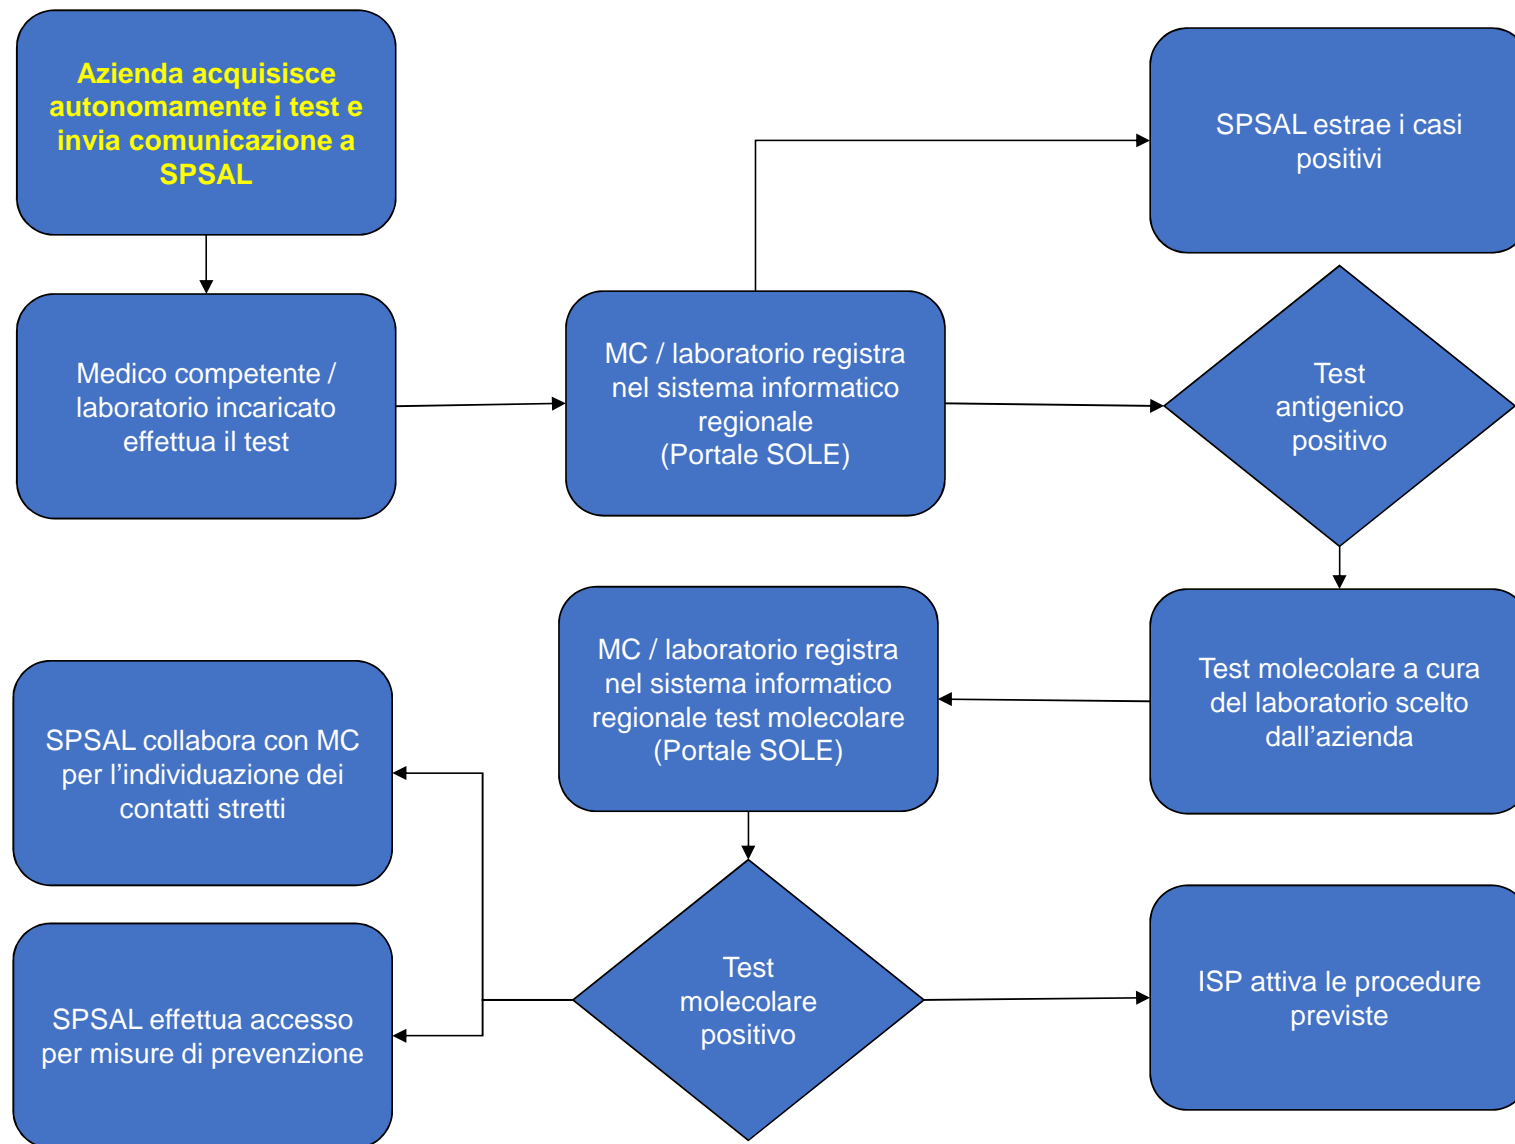 Azienda acquisisce
autonomamente i test e
invia comunicazione a
SPSAL
SPSAL estrae i casi
positivi
Medico competente /
laboratorio incaricato
effettua il test
MC / laboratorio registra
nel sistema informatico
regionale
(Portale SOLE)
Test
antigenico
positivo
Test molecolare a cura
del laboratorio scelto
dall’azienda
MC / laboratorio registra
nel sistema informatico
regionale test molecolare
(Portale SOLE)
SPSAL collabora con MC
per l’individuazione dei
contatti stretti
SPSAL effettua accesso
per misure di prevenzione
Test
molecolare
positivo
ISP attiva le procedure
previste